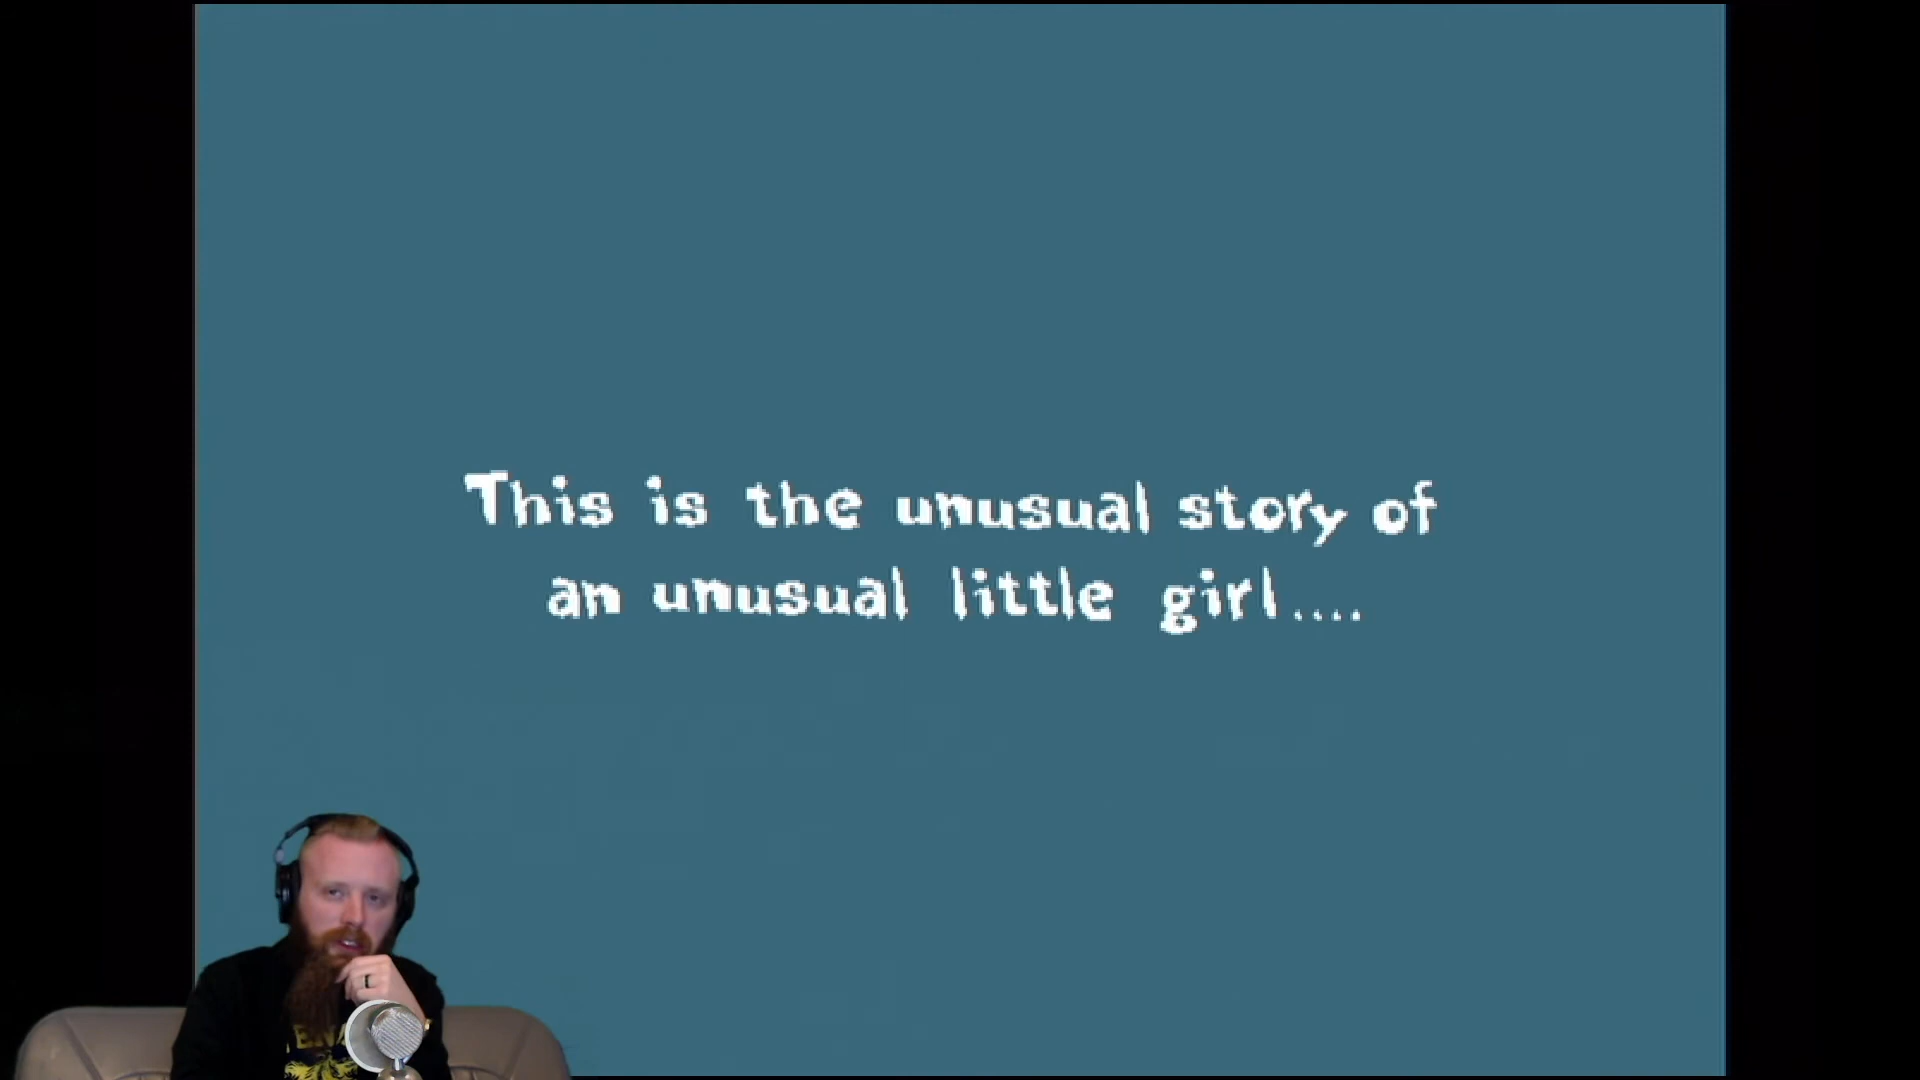 This is the unusual story of
an unusual little girl....